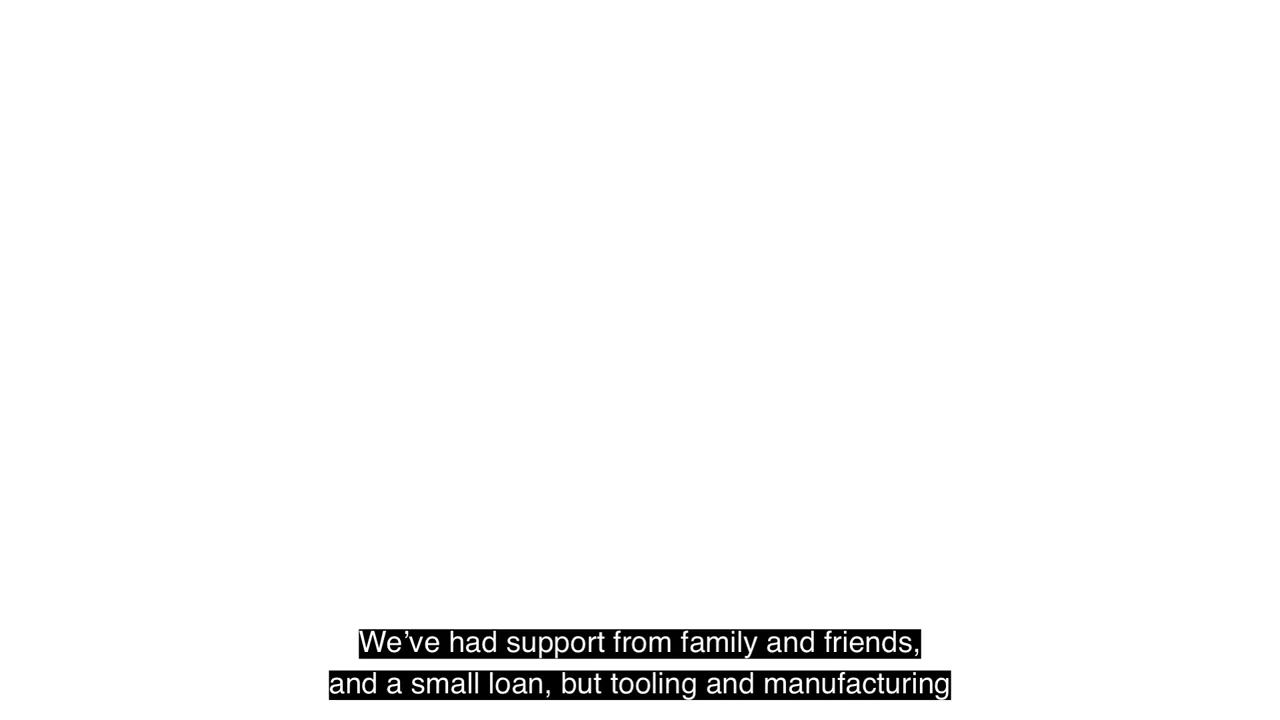 We’ve had support from family and friends,
and a small loan, but tooling and manufacturing